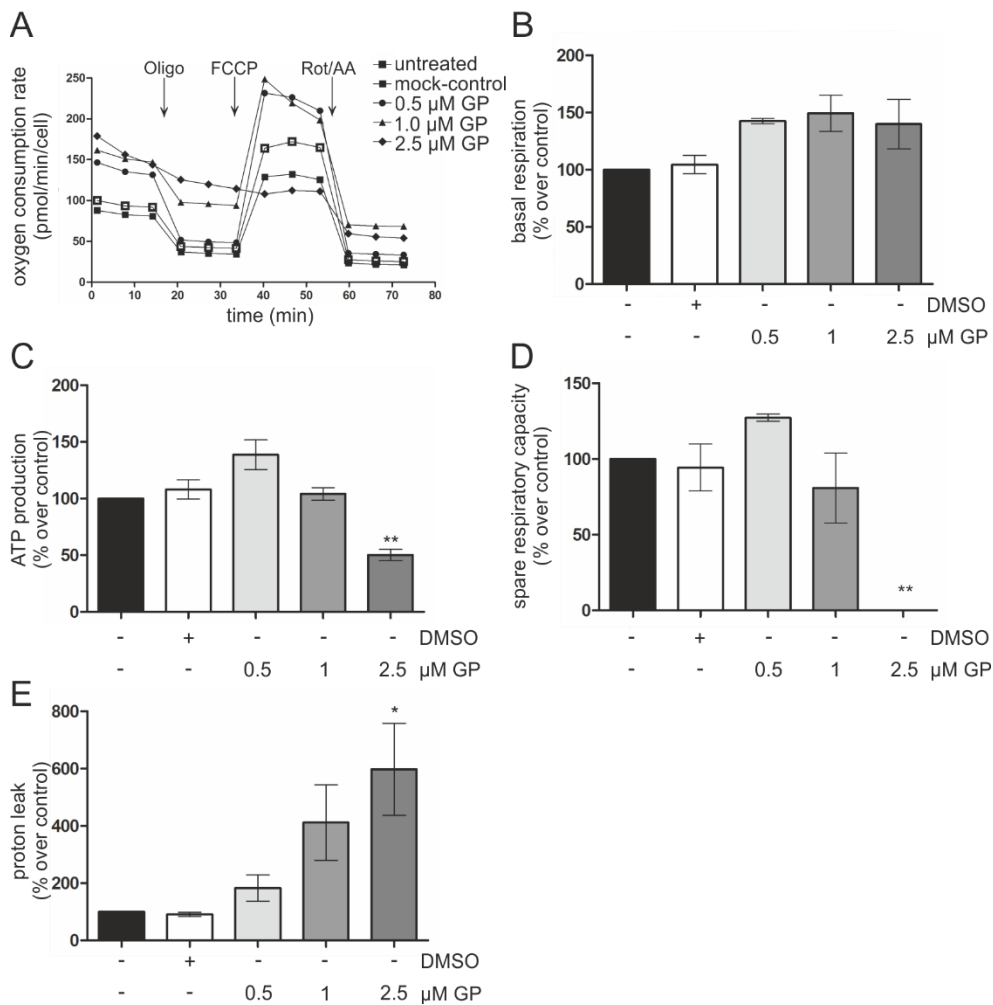 A
Oligo FCCP Rot/AA
untreated
mock-control
0.5 µM GP
1.0 µM GP
2.5 µM GP
oxygen consumption rate
(pmol/min/cell)
250
200
150
100
50
0
0 10 20 30 40 50 60 70 80
time (min)
B
basal respiration
(% over control)
200
150
100
50
0
- + - - - DMSO
- - 0.5 1 2.5 µM GP
C
ATP production
(% over control)
200
150
100
50
0
**
- + - - - DMSO
- - 0.5 1 2.5 µM GP
D
spare respiratory capacity
(% over control)
150
100
50
0
**
- + - - - DMSO
- - 0.5 1 2.5 µM GP
E
proton leak
(% over control)
800
600
400
200
0
*
- + - - - DMSO
- - 0.5 1 2.5 µM GP